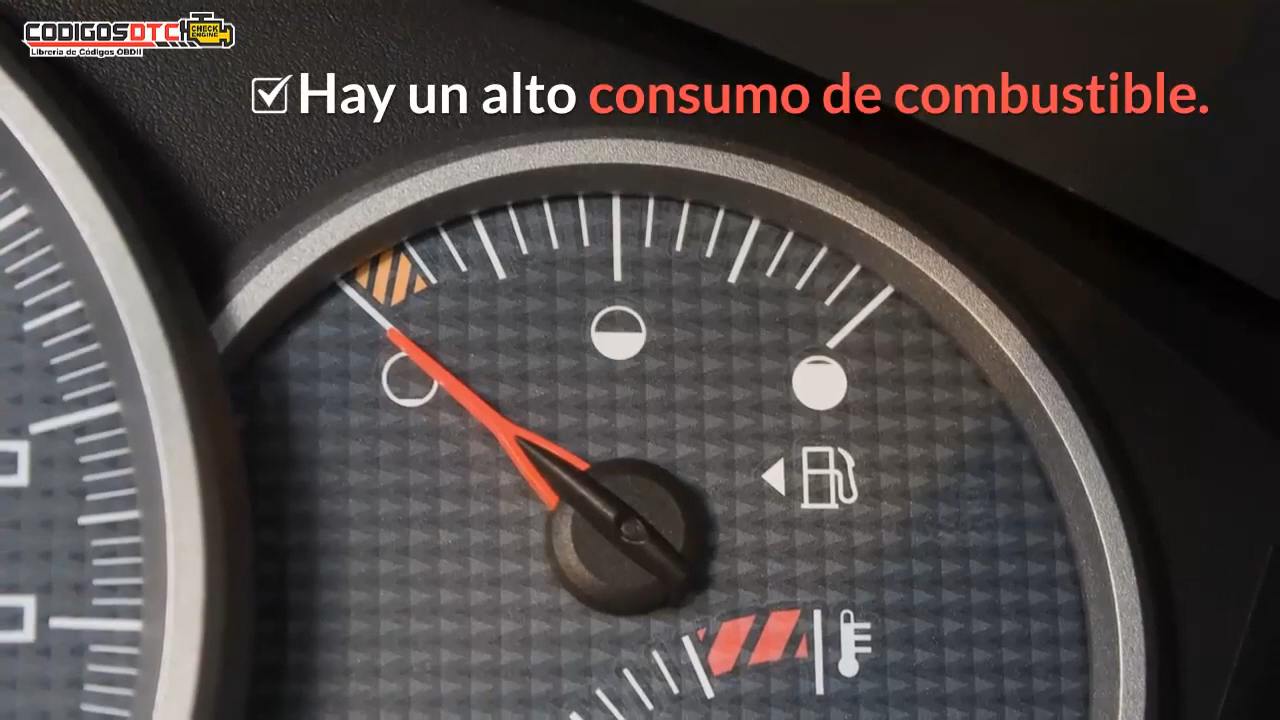 CODIGOSDTC
CHECK
ENGINE
Librería de Códigos OBDII
Hay un alto consumo de combustible.